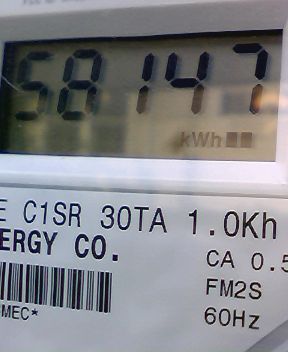 58147
kWh
E C1SR 30TA 1.0Kh
ERGY CO.
CA 0.5
FM2S
MEC*
60Hz